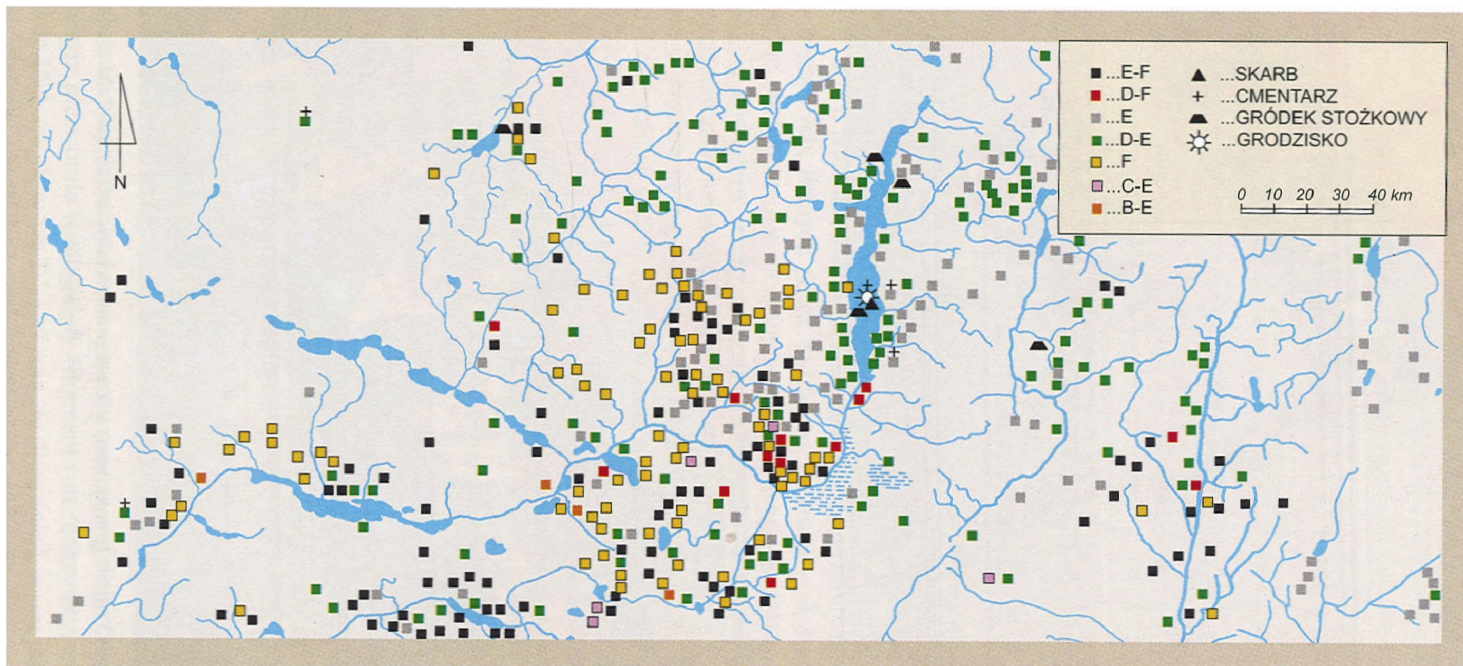 ...E-F
...D-F
...E
...D-E
...F
...C-E
...B-E
...SKARB
...CMENTARZ
...GRÓDEK STOŻKOWY
...GRODZISKO
0 10 20 30 40 km
N